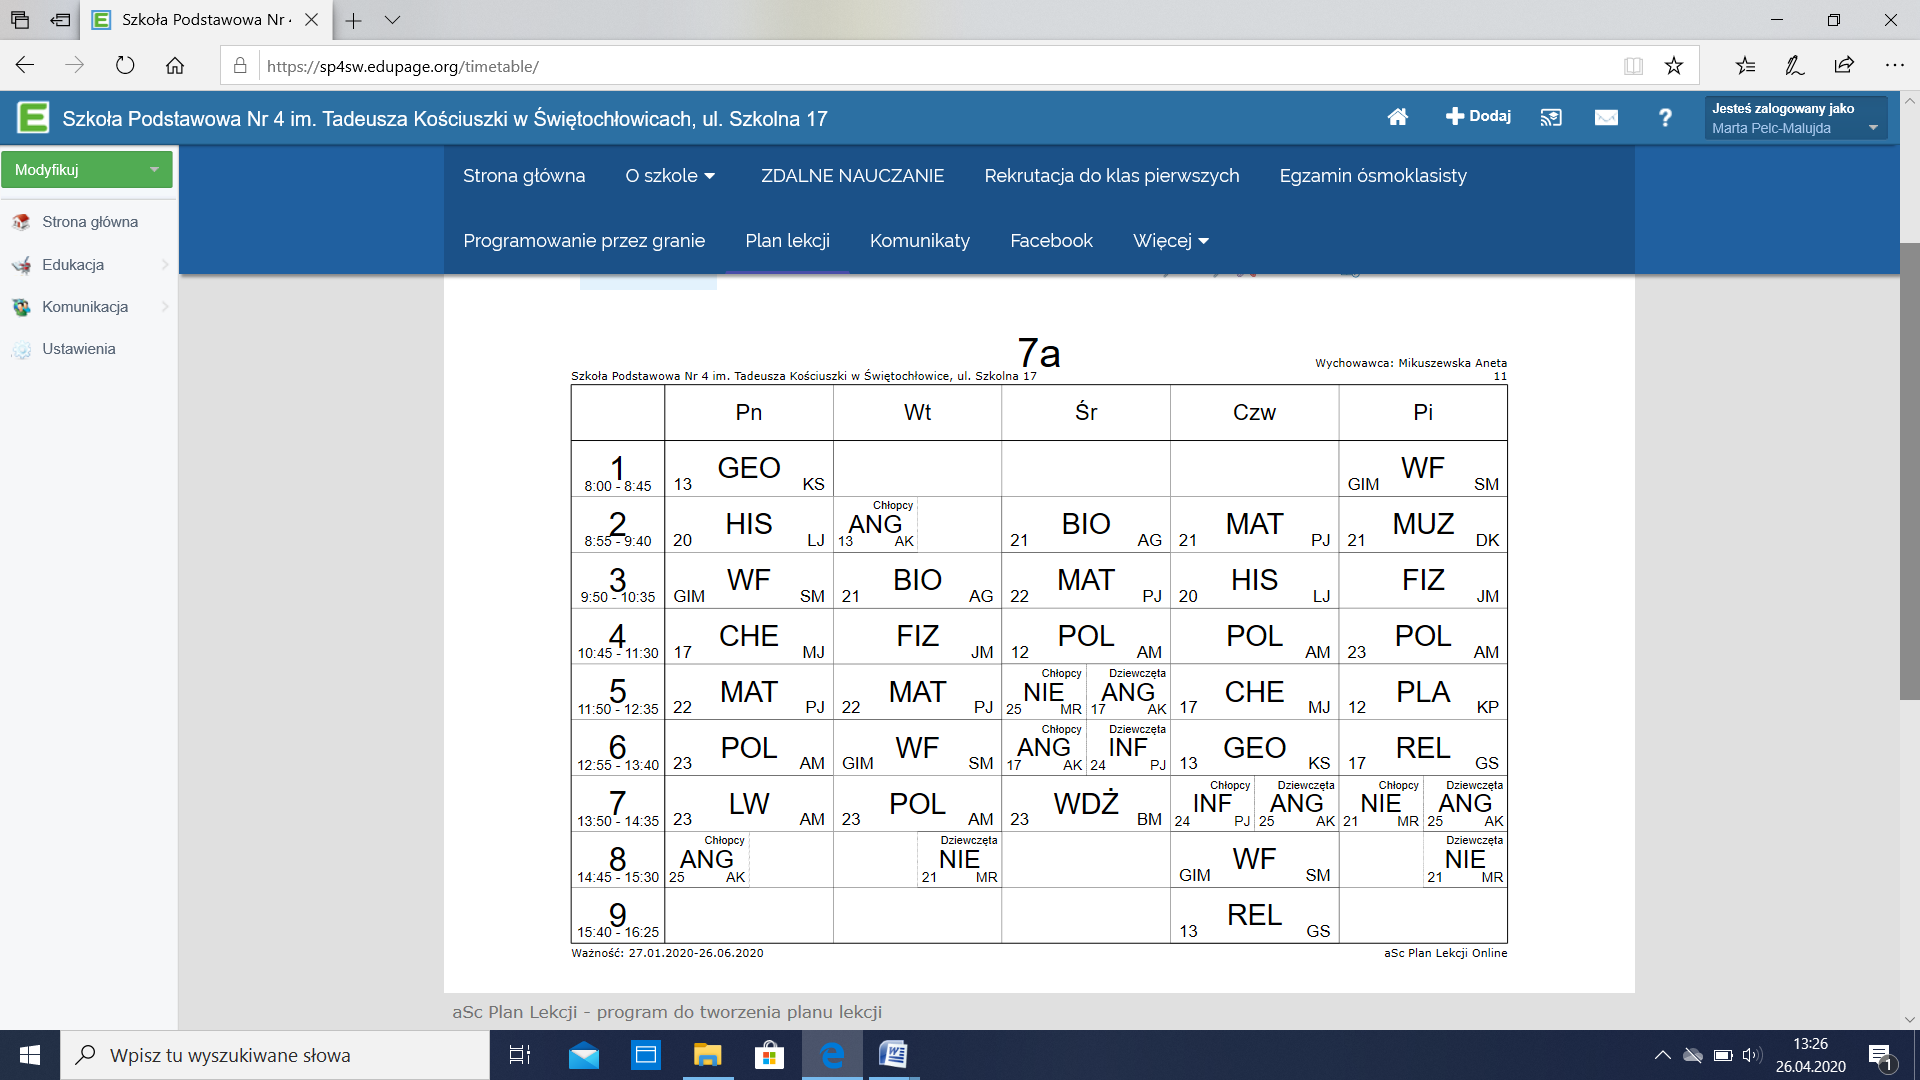 Szkoła Podstawowa Nr
https://sp4sw.edupage.org/timetable/
Szkoła Podstawowa Nr 4 im. Tadeusza Kościuszki w Świętochłowicach, ul. Szkolna 17
Dodaj
?
Jesteś zalogowany jako
Marta Pelc-Malujda
Modyfikuj
Strona główna
Edukacja
Komunikacja
Ustawienia
Strona główna O szkole ZDALNE NAUCZANIE Rekrutacja do klas pierwszych Egzamin ósmoklasisty
Programowanie przez granie Plan lekcji Komunikaty Facebook Więcej
7a
Wychowawca: Mikuszewska Aneta
Szkoła Podstawowa Nr 4 im. Tadeusza Kościuszki w Świętochłowice, ul. Szkolna 17 11
Pn Wt Śr Czw Pi
1 GEO WF
8:00 - 8:45 13 KS GIM SM
Chłopcy
2 HIS ANG BIO MAT MUZ
8:55 - 9:40 20 LJ 13 AK 21 AG 21 PJ 21 DK
3 WF BIO MAT HIS FIZ
9:50 - 10:35 GIM SM 21 AG 22 PJ 20 LJ JM
4 CHE FIZ POL POL POL
10:45 - 11:30 17 MJ JM 12 AM AM 23 AM
Chłopcy Dziewczęta
5 MAT MAT NIE ANG CHE PLA
11:50 - 12:35 22 PJ 22 PJ 25 MR 17 AK 17 MJ 12 KP
Chłopcy Dziewczęta
6 POL WF ANG INF GEO REL
12:55 - 13:40 23 AM GIM SM 17 AK 24 PJ 13 KS 17 GS
Chłopcy Dziewczęta Chłopcy Dziewczęta
7 LW POL WDŻ INF ANG NIE ANG
13:50 - 14:35 23 AM 23 AM 23 BM 24 PJ 25 AK 21 MR 25 AK
Chłopcy Dziewczęta Dziewczęta
8 ANG NIE WF NIE
14:45 - 15:30 25 AK 21 MR GIM SM 21 MR
9 REL
15:40 - 16:25 13 GS
Ważność: 27.01.2020-26.06.2020 aSc Plan Lekcji Online
aSc Plan Lekcji - program do tworzenia planu lekcji
Wpisz tu wyszukiwane słowa
13:26
26.04.2020
1